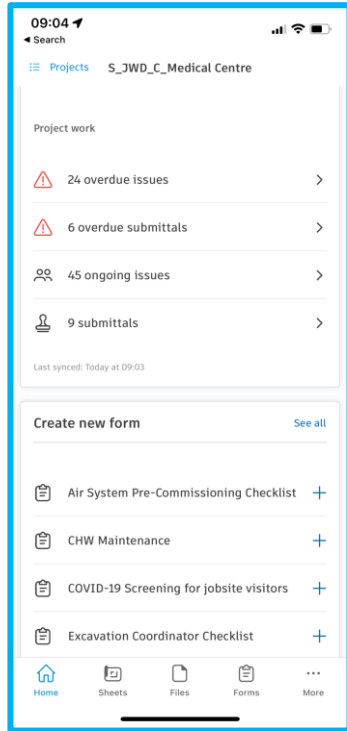 09:04
Search
Projects S_JWD_C_Medical Centre
Project work
24 overdue issues
6 overdue submittals
45 ongoing issues
9 submittals
Last synced: Today at 09:03
Create new form See all
Air System Pre-Commissioning Checklist
CHW Maintenance
COVID-19 Screening for jobsite visitors
Excavation Coordinator Checklist
Home Sheets Files Forms More